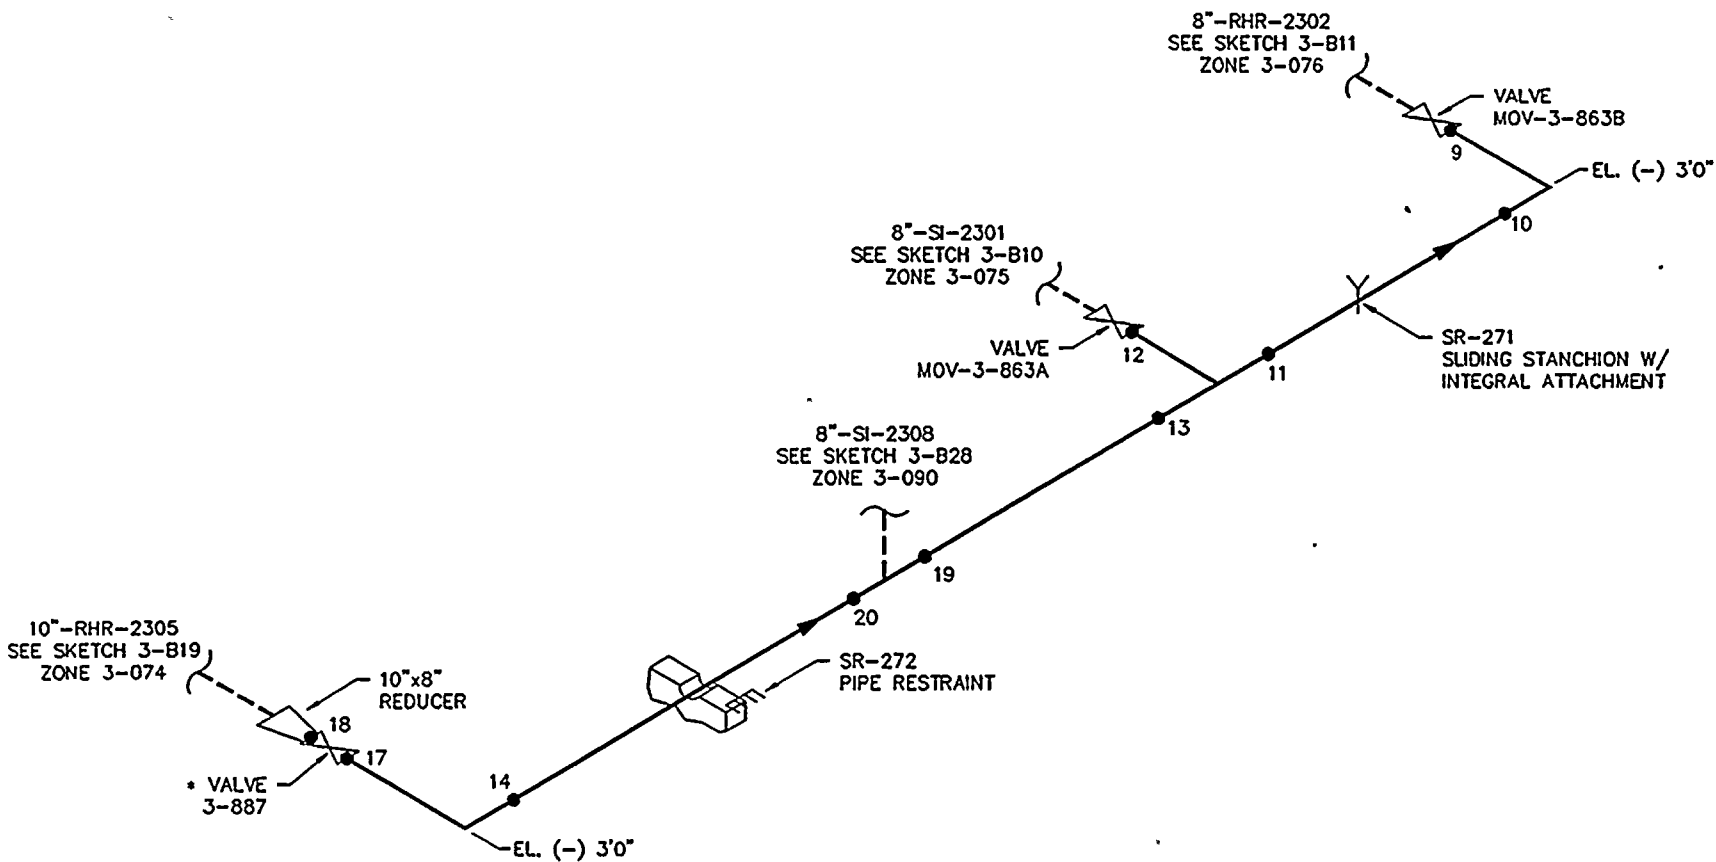 8"-RHR-2302
SEE SKETCH 3-B11
ZONE 3-076
VALVE
MOV-3-863B
9
EL. (-) 3'0"
10
8"-SI-2301
SEE SKETCH 3-B10
ZONE 3-075
VALVE
MOV-3-863A
12
11
SR-271
SLIDING STANCHION W/
INTEGRAL ATTACHMENT
13
8"-SI-2308
SEE SKETCH 3-B28
ZONE 3-090
19
20
10"-RHR-2305
SEE SKETCH 3-B19
ZONE 3-074
10"x8"
REDUCER
SR-272
PIPE RESTRAINT
18
17
* VALVE
3-887
14
EL. (-) 3'0"